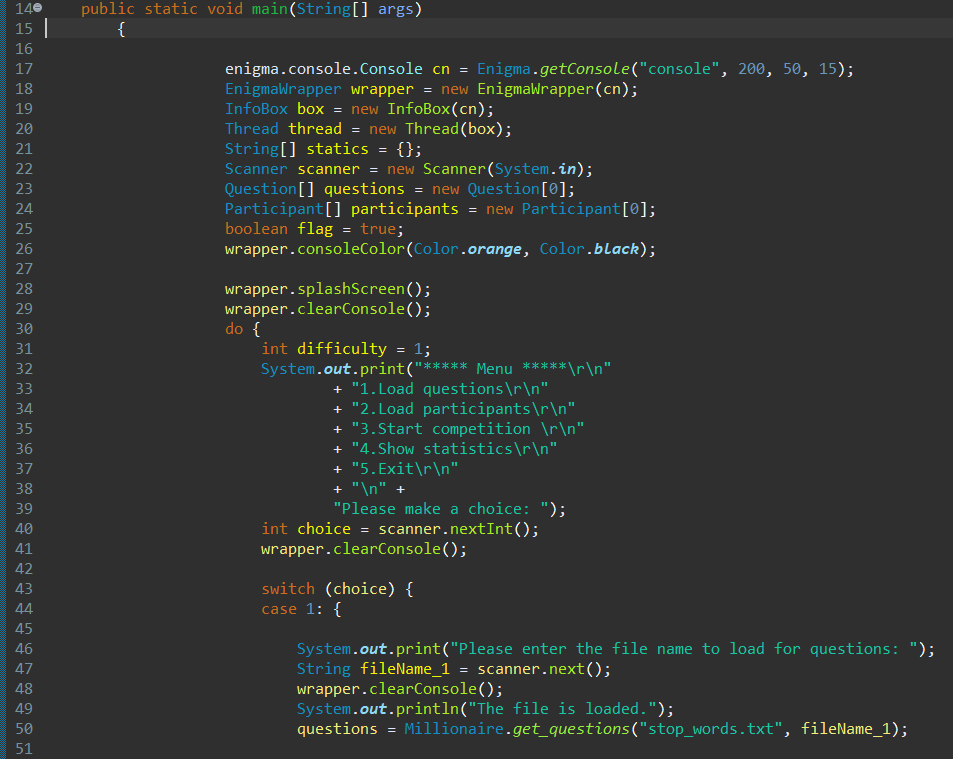 14 public static void main(String[] args)
15 {
16
17 enigma.console.Console cn = Enigma.getConsole("console", 200, 50, 15);
18 EnigmaWrapper wrapper = new EnigmaWrapper(cn);
19 InfoBox box = new InfoBox(cn);
20 Thread thread = new Thread(box);
21 String[] statics = {};
22 Scanner scanner = new Scanner(System.in);
23 Question[] questions = new Question[0];
24 Participant[] participants = new Participant[0];
25 boolean flag = true;
26 wrapper.consoleColor(Color.orange, Color.black);
27
28 wrapper.splashScreen();
29 wrapper.clearConsole();
30 do {
31 int difficulty = 1;
32 System.out.print("***** Menu *****\r\n"
33 + "1.Load questions\r\n"
34 + "2.Load participants\r\n"
35 + "3.Start competition \r\n"
36 + "4.Show statistics\r\n"
37 + "5.Exit\r\n"
38 + "\n" +
39 "Please make a choice: ");
40 int choice = scanner.nextInt();
41 wrapper.clearConsole();
42
43 switch (choice) {
44 case 1: {
45
46 System.out.print("Please enter the file name to load for questions: ");
47 String fileName_1 = scanner.next();
48 wrapper.clearConsole();
49 System.out.println("The file is loaded.");
50 questions = Millionaire.get_questions("stop_words.txt", fileName_1);
51